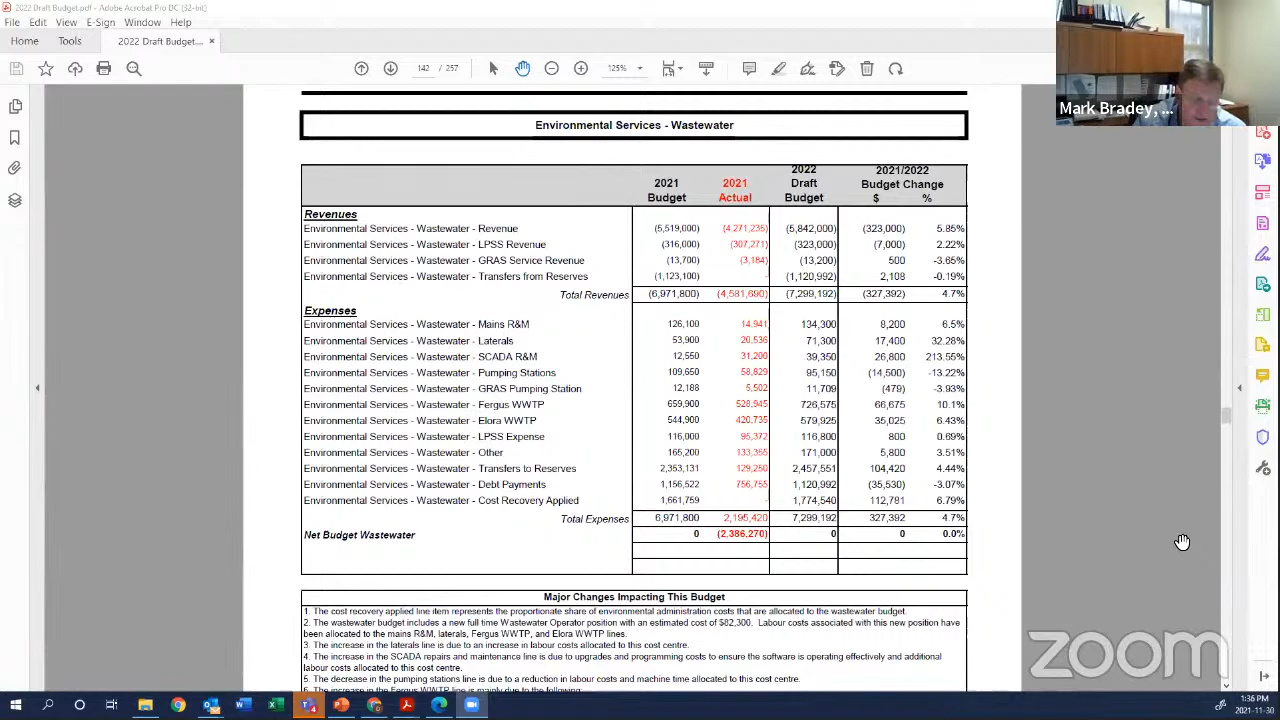 2022 Draft Budget.pdf - Adobe Acrobat Pro DC (32-bit)
File Edit View E-Sign Window Help
Home Tools 2022 Draft Budget... ×
142 / 257 125%
Mark Bradey, ...
Environmental Services - Wastewater
2021 Budget 2021 Actual 2022 Draft Budget 2021/2022 Budget Change $ %
Revenues
Environmental Services - Wastewater - Revenue (5,519,000) (4,271,235) (5,842,000) (323,000) 5.85%
Environmental Services - Wastewater - LPSS Revenue (316,000) (307,271) (323,000) (7,000) 2.22%
Environmental Services - Wastewater - GRAS Service Revenue (13,700) (3,184) (13,200) 500 -3.65%
Environmental Services - Wastewater - Transfers from Reserves (1,123,100) - (1,120,992) 2,108 -0.19%
Total Revenues (6,971,800) (4,581,690) (7,299,192) (327,392) 4.7%
Expenses
Environmental Services - Wastewater - Mains R&M 126,100 14,941 134,300 8,200 6.5%
Environmental Services - Wastewater - Laterals 53,900 20,536 71,300 17,400 32.28%
Environmental Services - Wastewater - SCADA R&M 12,550 31,200 39,350 26,800 213.55%
Environmental Services - Wastewater - Pumping Stations 109,650 58,829 95,150 (14,500) -13.22%
Environmental Services - Wastewater - GRAS Pumping Station 12,188 5,502 11,709 (479) -3.93%
Environmental Services - Wastewater - Fergus WWTP 659,900 528,945 726,575 66,675 10.1%
Environmental Services - Wastewater - Elora WWTP 544,900 420,735 579,925 35,025 6.43%
Environmental Services - Wastewater - LPSS Expense 116,000 95,372 116,800 800 0.69%
Environmental Services - Wastewater - Other 165,200 133,355 171,000 5,800 3.51%
Environmental Services - Wastewater - Transfers to Reserves 2,353,131 129,250 2,457,551 104,420 4.44%
Environmental Services - Wastewater - Debt Payments 1,156,522 756,755 1,120,992 (35,530) -3.07%
Environmental Services - Wastewater - Cost Recovery Applied 1,661,759 - 1,774,540 112,781 6.79%
Total Expenses 6,971,800 2,195,420 7,299,192 327,392 4.7%
Net Budget Wastewater 0 (2,386,270) 0 0 0.0%
Major Changes Impacting This Budget
1. The cost recovery applied line item represents the proportionate share of environmental administration costs that are allocated to the wastewater budget.
2. The wastewater budget includes a new full time Wastewater Operator position with an estimated cost of $82,300. Labour costs associated with this new position have
been allocated to the mains R&M, laterals, Fergus WWTP, and Elora WWTP lines.
3. The increase in the laterals line is due to an increase in labour costs allocated to this cost centre.
4. The increase in the SCADA repairs and maintenance line is due to upgrades and programming costs to ensure the software is operating effectively and additional
labour costs allocated to this cost centre.
5. The decrease in the pumping stations line is due to a reduction in labour costs and machine time allocated to this cost centre.
6. The increase in the Fergus WWTP line is mainly due to the following:
zoom
1:36 PM
2021-11-30